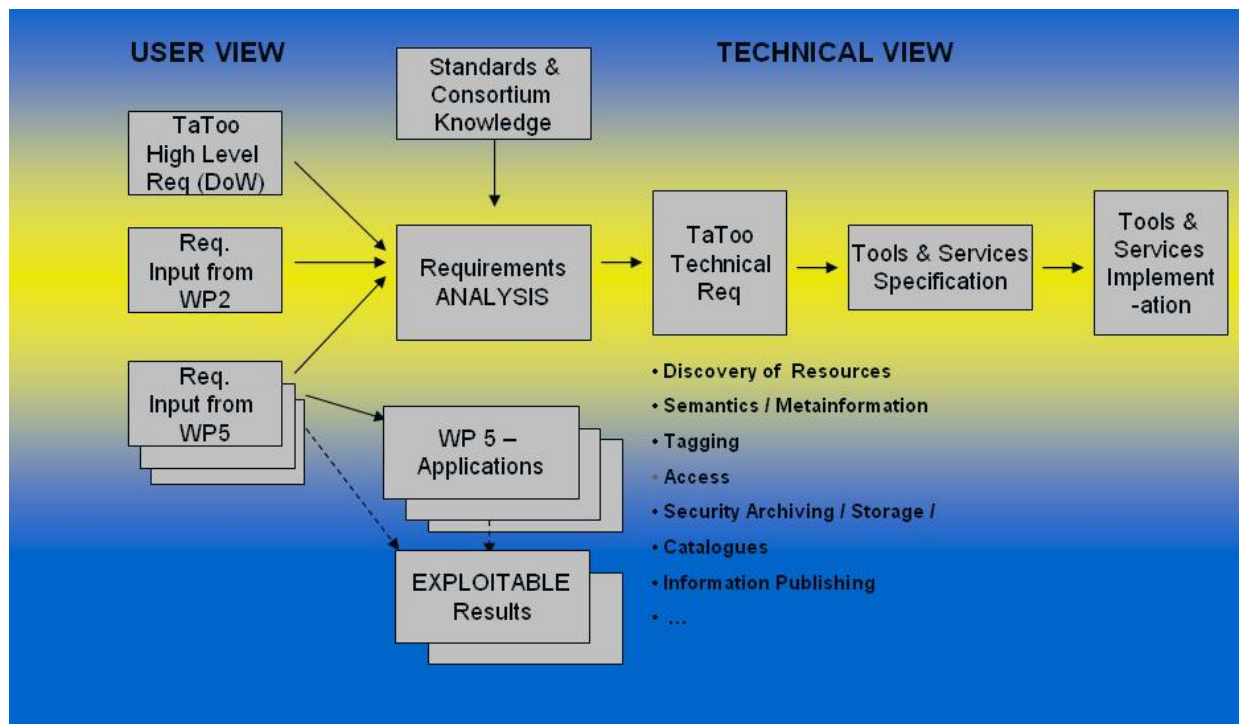 USER VIEW
TECHNICAL VIEW
Standards &
Consortium
Knowledge
TaToo
High Level
Req (DoW)
Req.
Input from
WP2
Req.
Input from
WP5
Requirements
ANALYSIS
TaToo
Technical
Req
Tools & Services
Specification
Tools &
Services
Implement
-ation
WP 5 –
Applications
EXPLOITABLE
Results
• Discovery of Resources
• Semantics / Metainformation
• Tagging
• Access
• Security Archiving / Storage /
• Catalogues
• Information Publishing
• ...